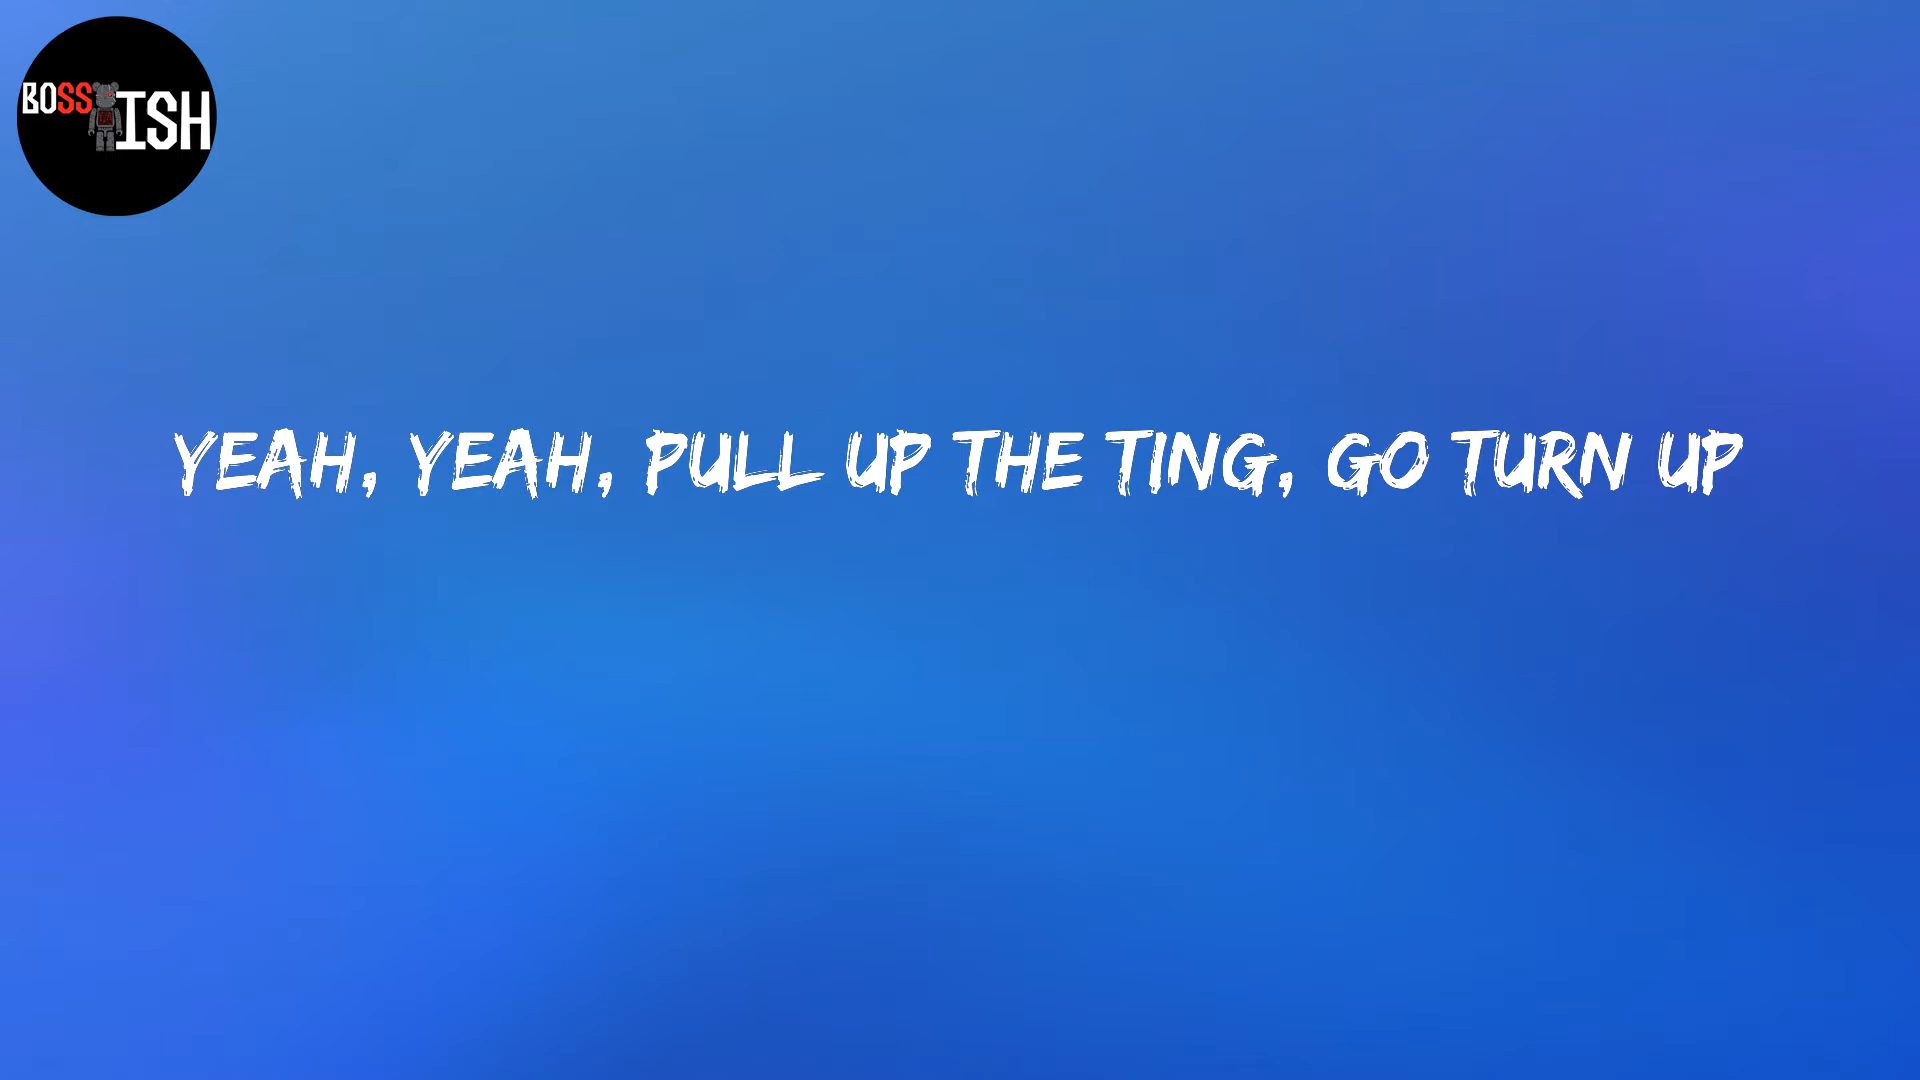 BOSS ISH
YEAH, YEAH, PULL UP THE TING, GO TURN UP